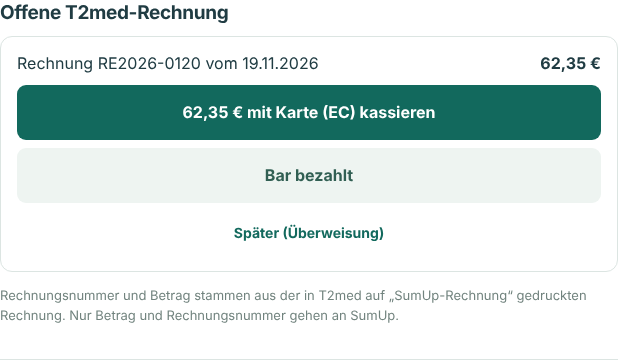 Offene T2med-Rechnung
Rechnung RE2026-0120 vom 19.11.2026 62,35 €
62,35 € mit Karte (EC) kassieren
Bar bezahlt
Später (Überweisung)
Rechnungsnummer und Betrag stammen aus der in T2med auf „SumUp-Rechnung“ gedruckten
Rechnung. Nur Betrag und Rechnungsnummer gehen an SumUp.